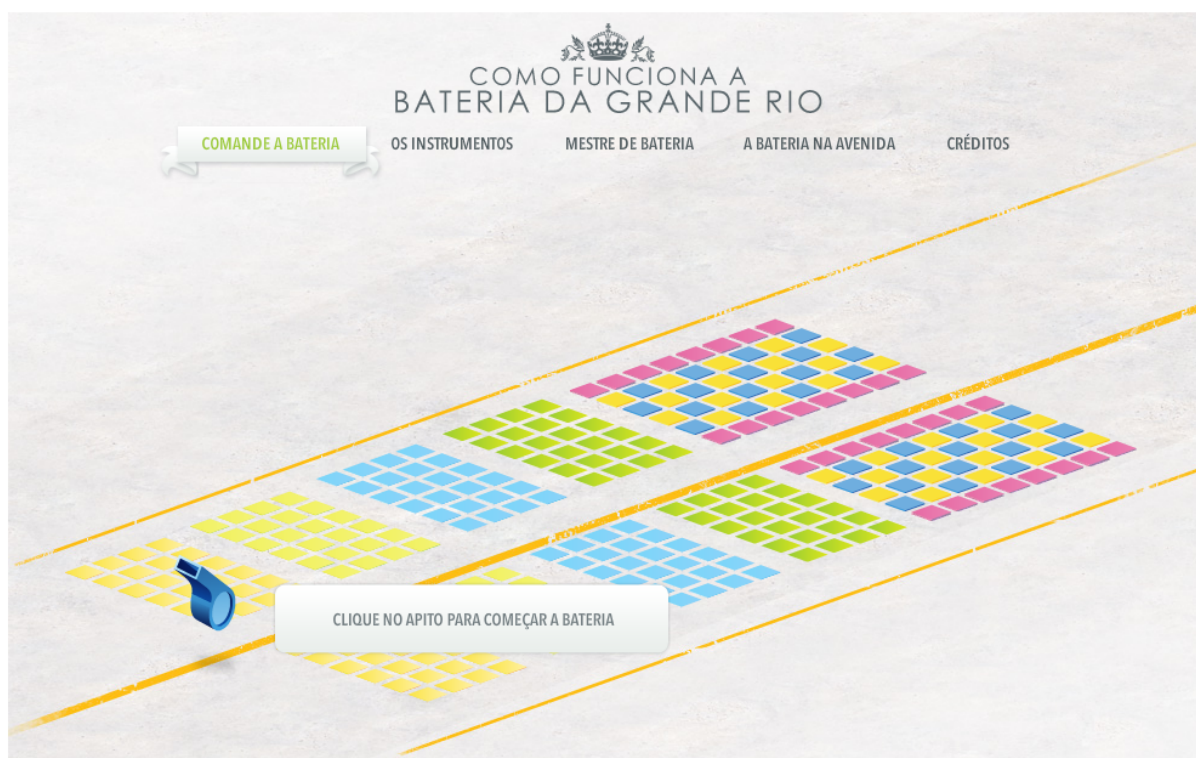 COMO FUNCIONA A
BATERIA DA GRANDE RIO
COMANDE A BATERIA OS INSTRUMENTOS MESTRE DE BATERIA A BATERIA NA AVENIDA CRÉDITOS
CLIQUE NO APITO PARA COMEÇAR A BATERIA